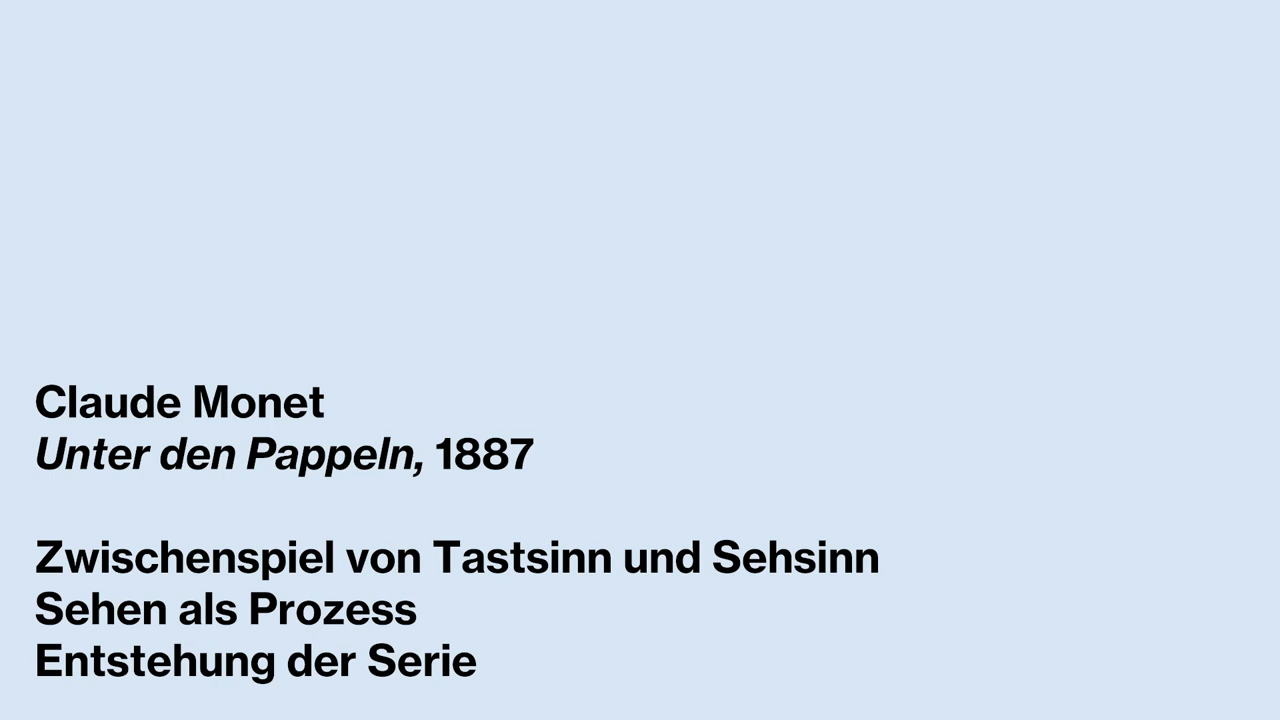 Claude Monet
Unter den Pappeln, 1887
Zwischenspiel von Tastsinn und Sehsinn
Sehen als Prozess
Entstehung der Serie